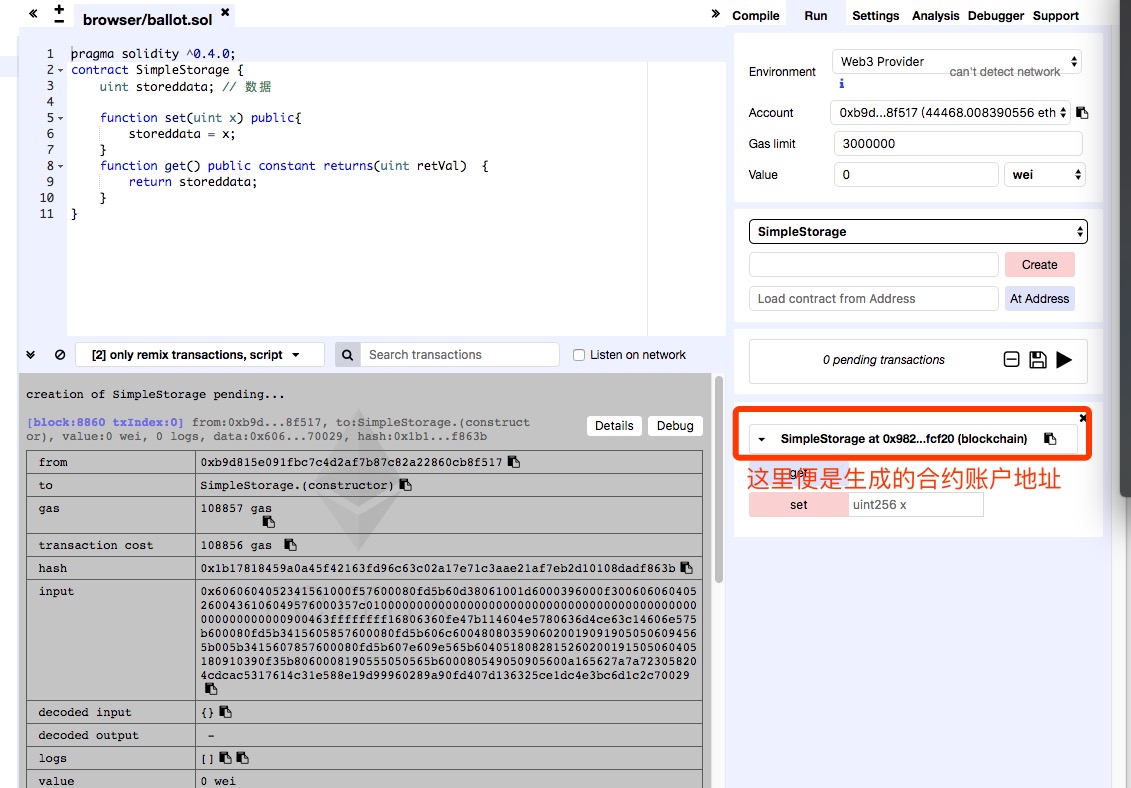 browser/ballot.sol
Compile Run Settings Analysis Debugger Support
1 pragma solidity ^0.4.0;
2 contract SimpleStorage {
3 uint storeddata; // 数据
4
5 function set(uint x) public{
6 storeddata = x;
7 }
8 function get() public constant returns(uint retVal) {
9 return storeddata;
10 }
11 }
Environment Web3 Provider can't detect network
Account 0xb9d...8f517 (44468.008390556 eth
Gas limit 3000000
Value 0 wei
SimpleStorage
Create
Load contract from Address At Address
0 pending transactions
SimpleStorage at 0x982...fcf20 (blockchain)
get
这里便是生成的合约账户地址
set uint256 x
[2] only remix transactions, script Search transactions Listen on network
creation of SimpleStorage pending...
[block:8860 txIndex:0] from:0xb9d...8f517, to:SimpleStorage.(construct
or), value:0 wei, 0 logs, data:0x606...70029, hash:0x1b1...f863b
Details Debug
from 0xb9d815e091fbc7c4d2af7b87c82a22860cb8f517
to SimpleStorage.(constructor)
gas 108857 gas
transaction cost 108856 gas
hash 0x1b17818459a0a45f42163fd96c63c02a17e71c3aae21af7eb2d10108dadf863b
input 0x6060604052341561000f57600080fd5b60d38061001d6000396000f300606060405
decoded input {}
decoded output -
logs []
value 0 wei